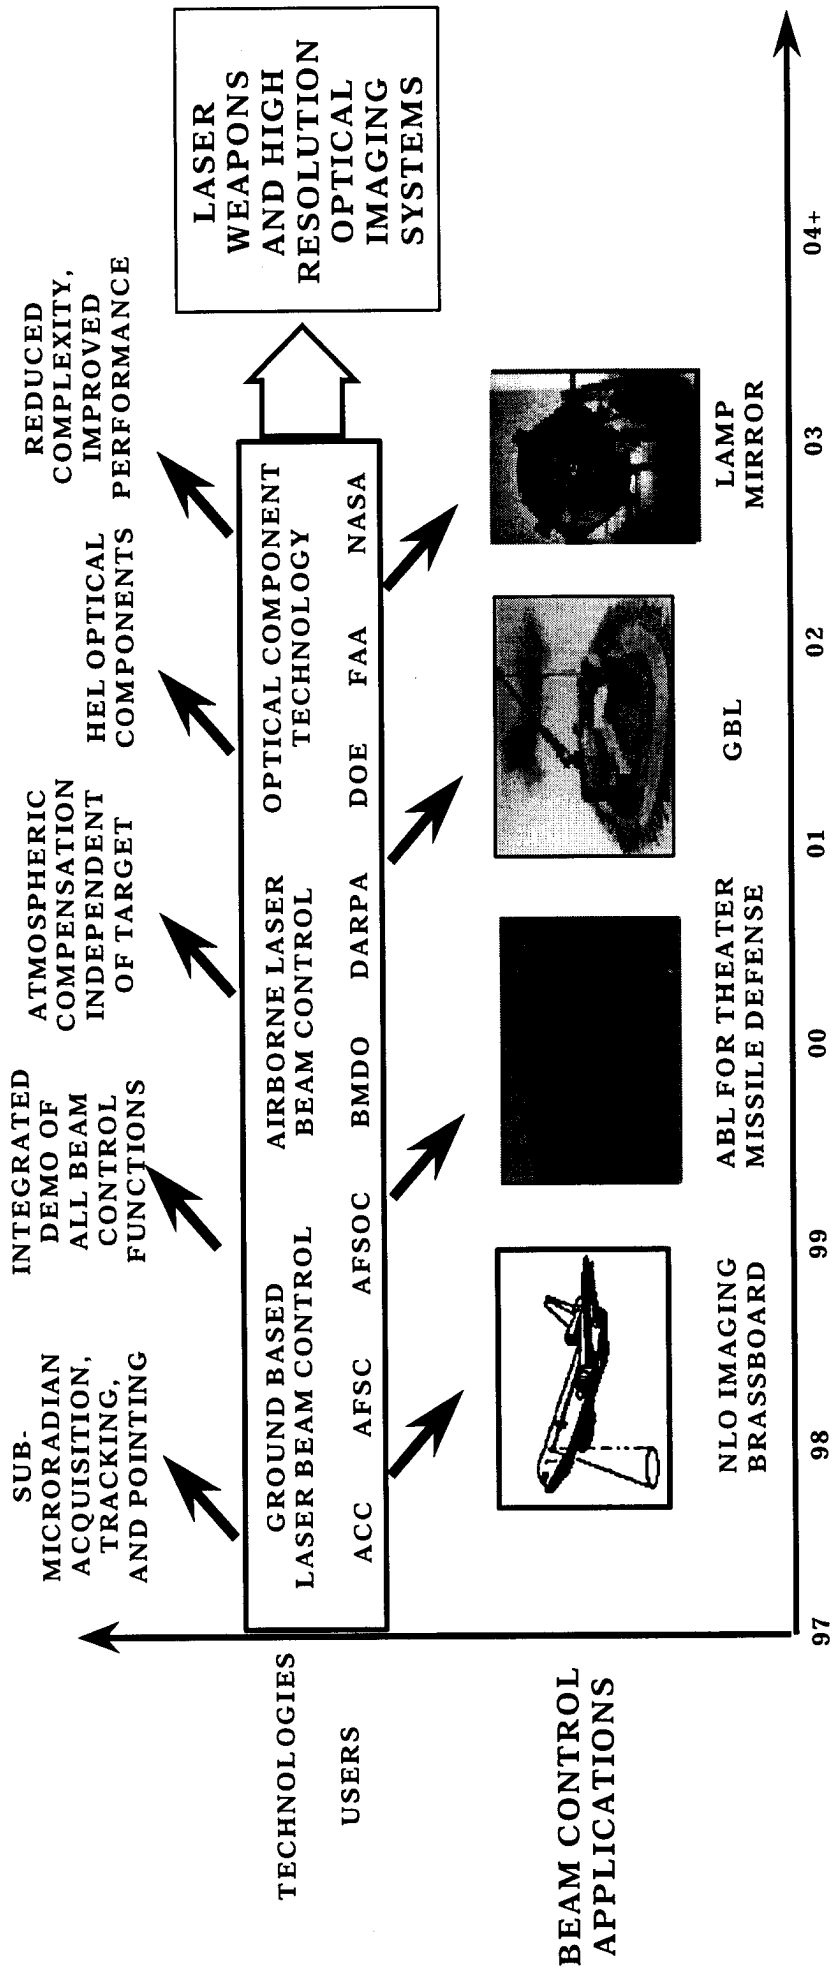 SUB-
MICRORADIAN
ACQUISITION,
TRACKING,
AND POINTING
INTEGRATED
DEMO OF
ALL BEAM
CONTROL
FUNCTIONS
ATMOSPHERIC
COMPENSATION
INDEPENDENT
OF TARGET
HEL OPTICAL
COMPONENTS
REDUCED
COMPLEXITY,
IMPROVED
PERFORMANCE
TECHNOLOGIES
GROUND BASED
LASER BEAM CONTROL
AIRBORNE LASER
BEAM CONTROL
OPTICAL COMPONENT
TECHNOLOGY
USERS
ACC AFSC AFSOC BMDO DARPA DOE FAA NASA
LASER
WEAPONS
AND HIGH
RESOLUTION
OPTICAL
IMAGING
SYSTEMS
BEAM CONTROL
APPLICATIONS
NLO IMAGING
BRASSBOARD
ABL FOR THEATER
MISSILE DEFENSE
GBL
LAMP
MIRROR
97 98 99 00 01 02 03 04+